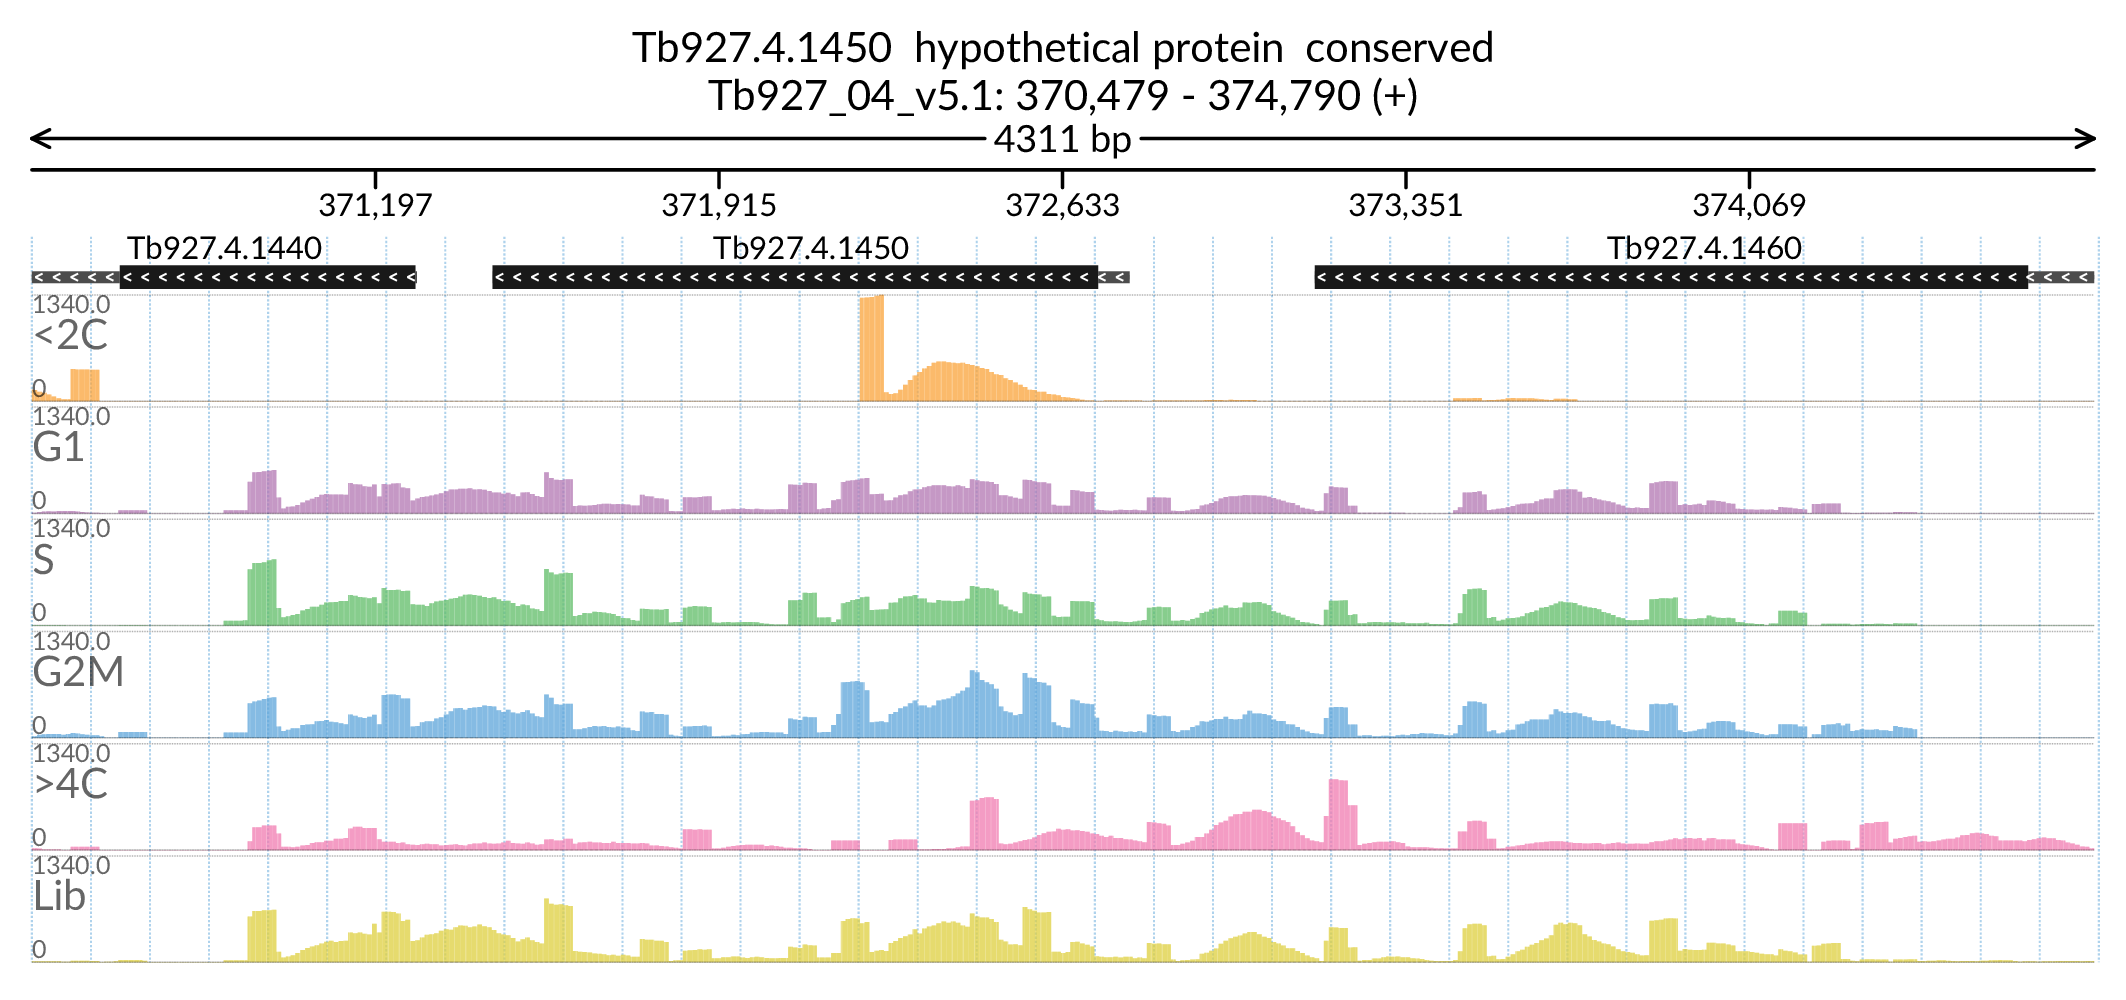 Tb927.4.1450  hypothetical protein  conserved
Tb927_04_v5.1: 370,479 - 374,790 (+)
4311 bp
371,197 371,915 372,633 373,351 374,069
Tb927.4.1440 Tb927.4.1450 Tb927.4.1460
1340.0
<2C
0
1340.0
G1
0
1340.0
S
0
1340.0
G2M
0
1340.0
>4C
0
1340.0
Lib
0